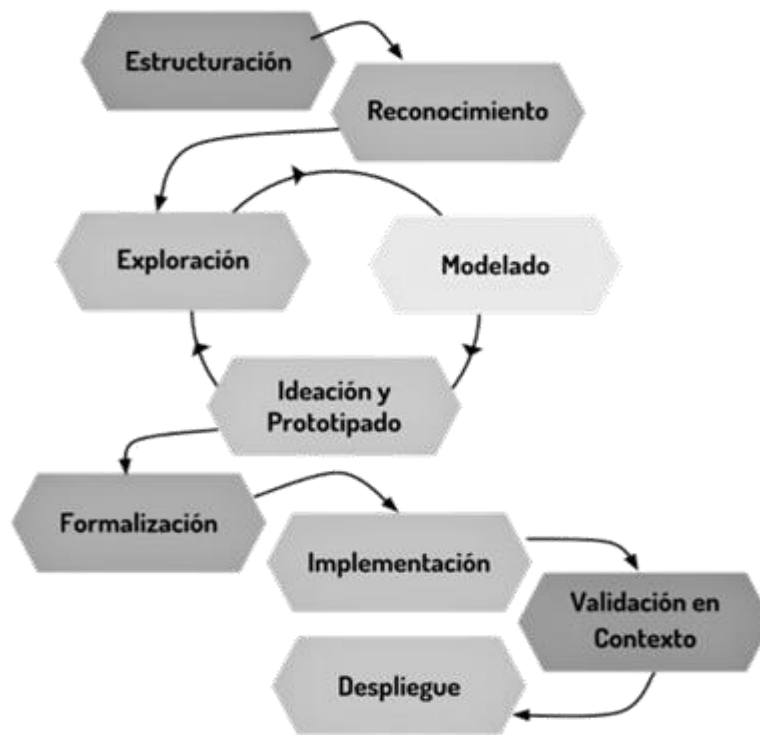 Estructuración
Reconocimiento
Exploración
Modelado
Ideación y
Prototipado
Formalización
Implementación
Validación en
Contexto
Despliegue